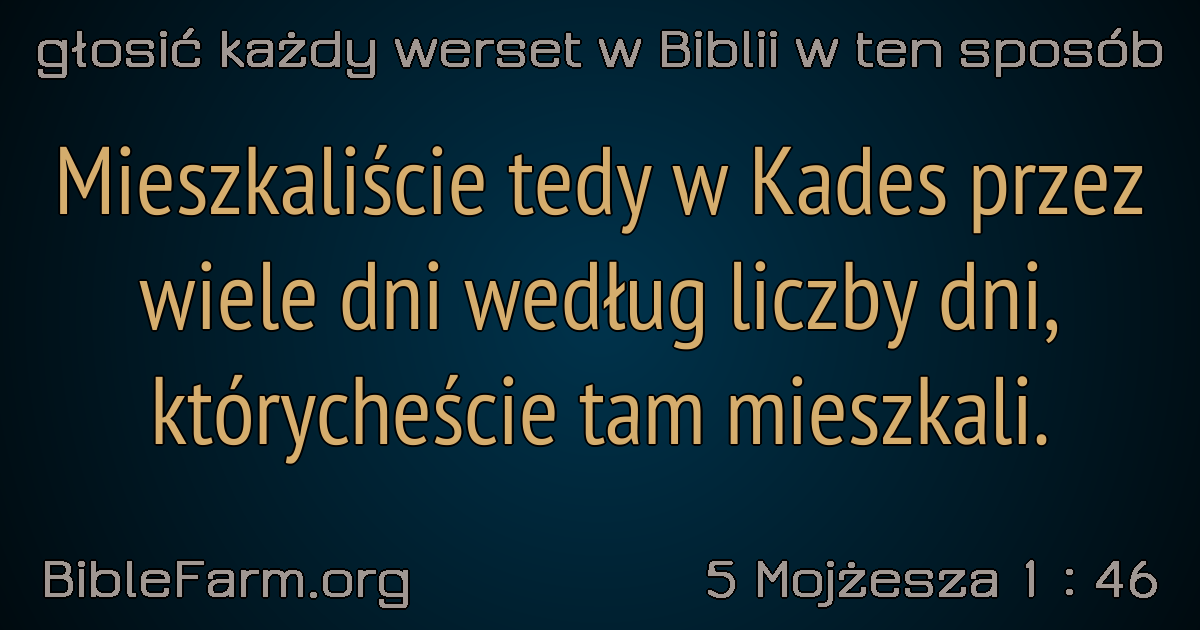 głosić każdy werset w Biblii w ten sposób
Mieszkaliście tedy w Kades przez
wiele dni według liczby dni,
którycheście tam mieszkali.
BibleFarm.org
5 Mojżesza 1 : 46